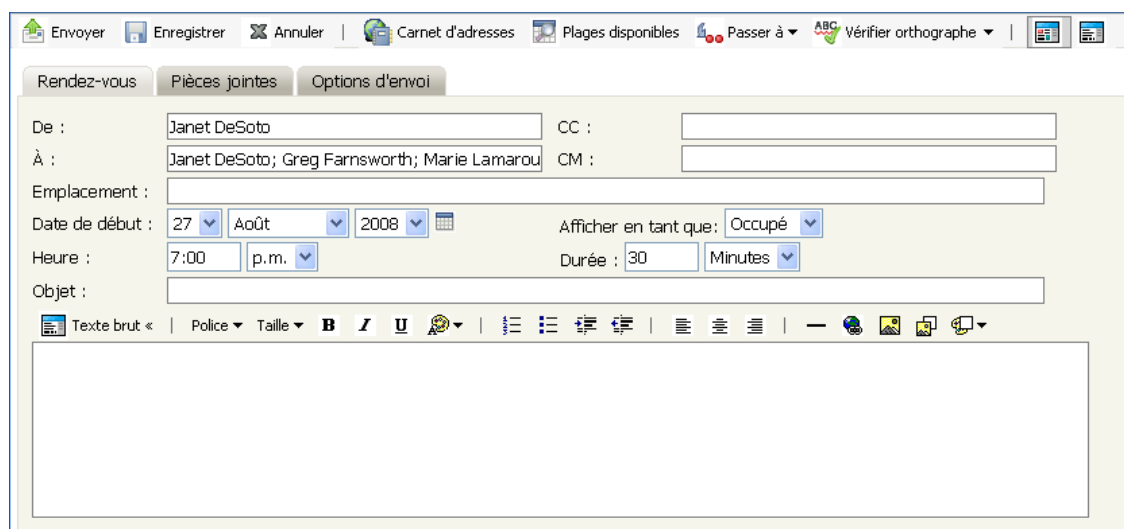 Envoyer Enregistrer Annuler | Carnet d'adresses Plages disponibles Passer à ABC Vérifier orthographe |
Rendez-vous Pièces jointes Options d'envoi
De : Janet DeSoto CC :
À : Janet DeSoto; Greg Farnsworth; Marie Lamarou CM :
Emplacement :
Date de début : 27 Août 2008 Afficher en tant que: Occupé
Heure : 7:00 p.m. Durée : 30 Minutes
Objet :
Texte brut « | Police Taille B I U | | | —